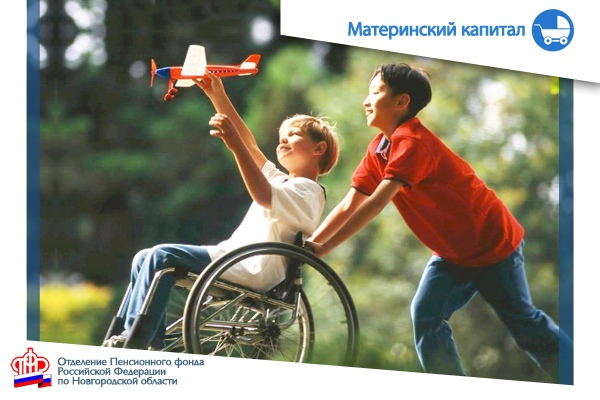 Материнский капитал
Отделение Пенсионного фонда
Российской Федерации
по Новгородской области